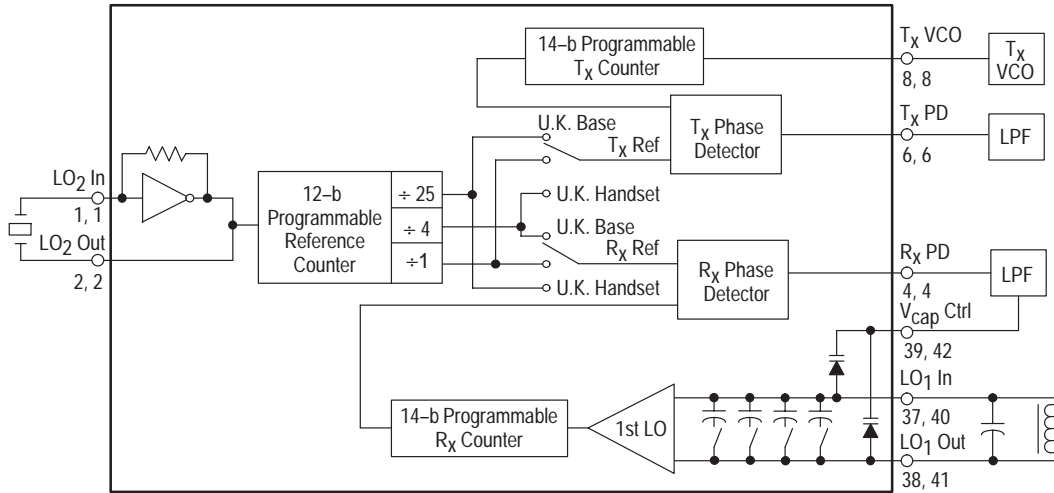 14–b Programmable
Tx Counter
Tx VCO
8, 8
Tx
VCO
U.K. Base
Tx Ref
Tx Phase
Detector
Tx PD
6, 6
LPF
LO2 In
1, 1
LO2 Out
2, 2
12–b
Programmable
Reference
Counter
÷ 25
÷ 4
÷1
U.K. Handset
U.K. Base
Rx Ref
U.K. Handset
Rx Phase
Detector
Rx PD
4, 4
LPF
Vcap Ctrl
39, 42
LO1 In
37, 40
LO1 Out
38, 41
14–b Programmable
Rx Counter
1st LO